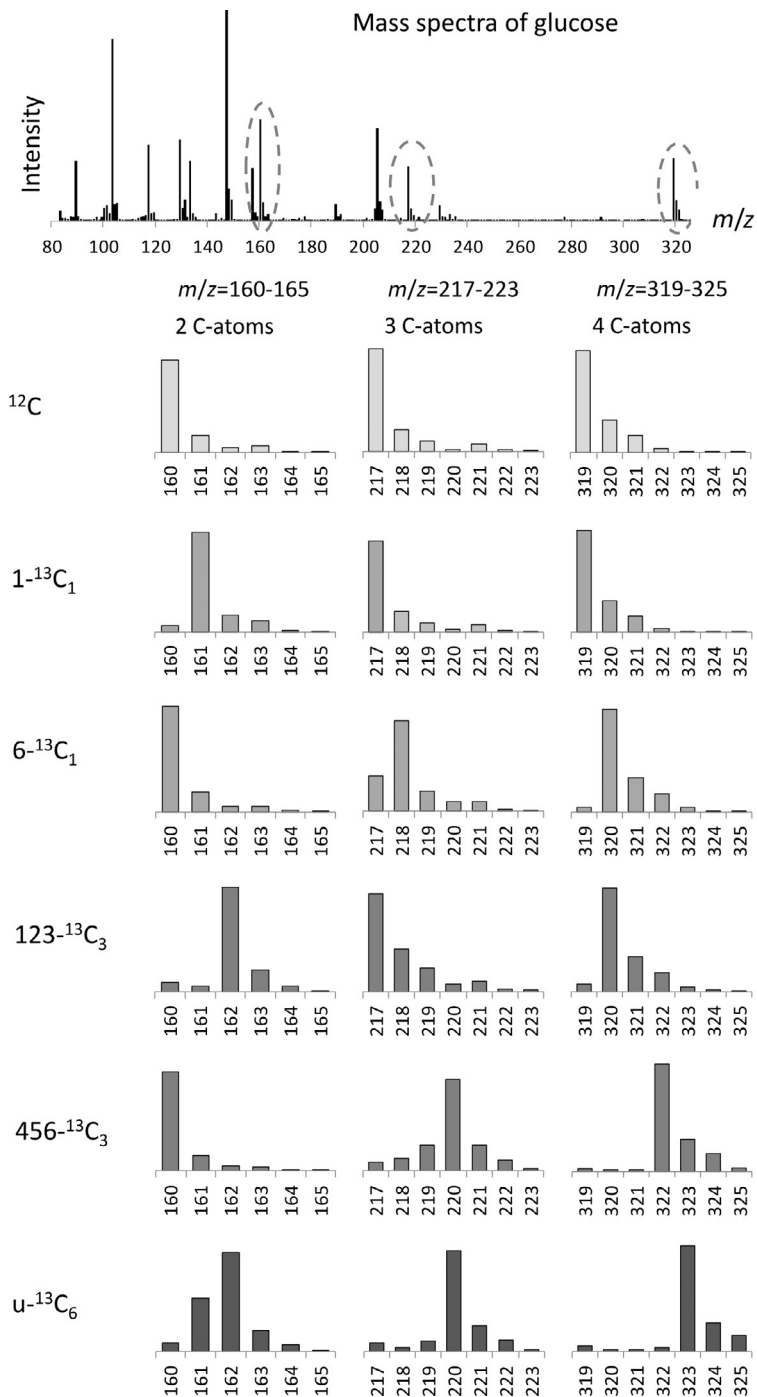 Mass spectra of glucose
Intensity
80 100 120 140 160 180 200 220 240 260 280 300 320 m/z
m/z=160-165 m/z=217-223 m/z=319-325
2 C-atoms 3 C-atoms 4 C-atoms
¹²C
160 161 162 163 164 165 217 218 219 220 221 222 223 319 320 321 322 323 324 325
1-¹³C₁
160 161 162 163 164 165 217 218 219 220 221 222 223 319 320 321 322 323 324 325
6-¹³C₁
160 161 162 163 164 165 217 218 219 220 221 222 223 319 320 321 322 323 324 325
123-¹³C₃
160 161 162 163 164 165 217 218 219 220 221 222 223 319 320 321 322 323 324 325
456-¹³C₃
160 161 162 163 164 165 217 218 219 220 221 222 223 319 320 321 322 323 324 325
u-¹³C₆
160 161 162 163 164 165 217 218 219 220 221 222 223 319 320 321 322 323 324 325